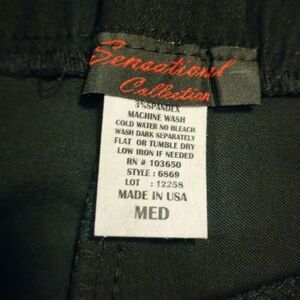 Sensational
Collection
3%SPANDEX
MACHINE WASH
COLD WATER NO BLEACH
WASH DARK SEPARATELY
FLAT OR TUMBLE DRY
LOW IRON IF NEEDED
RN # 103650
STYLE : 6869
LOT : 12258
MADE IN USA
MED